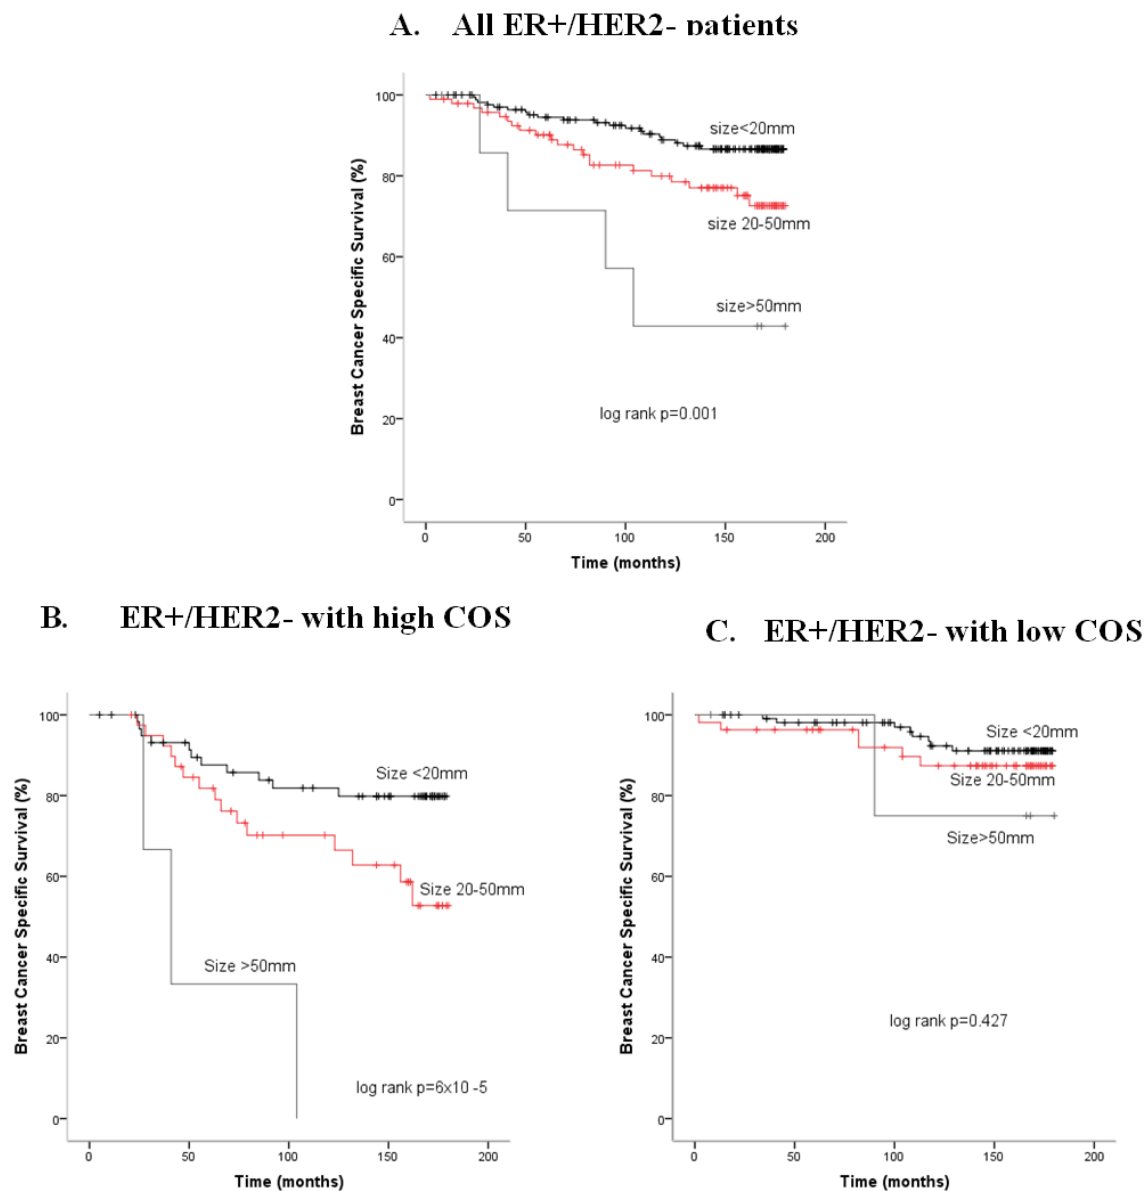 A. All ER+/HER2- patients
Breast Cancer Specific Survival (%)
100
80
60
40
20
0
size<20mm
size 20-50mm
size>50mm
log rank p=0.001
0 50 100 150 200
Time (months)
B. ER+/HER2- with high COS
Breast Cancer Specific Survival (%)
100
80
60
40
20
0
Size <20mm
Size 20-50mm
Size >50mm
log rank p=6x10 -5
0 50 100 150 200
Time (months)
C. ER+/HER2- with low COS
Breast Cancer Specific Survival (%)
100
80
60
40
20
0
Size <20mm
Size 20-50mm
Size>50mm
log rank p=0.427
0 50 100 150 200
Time (months)